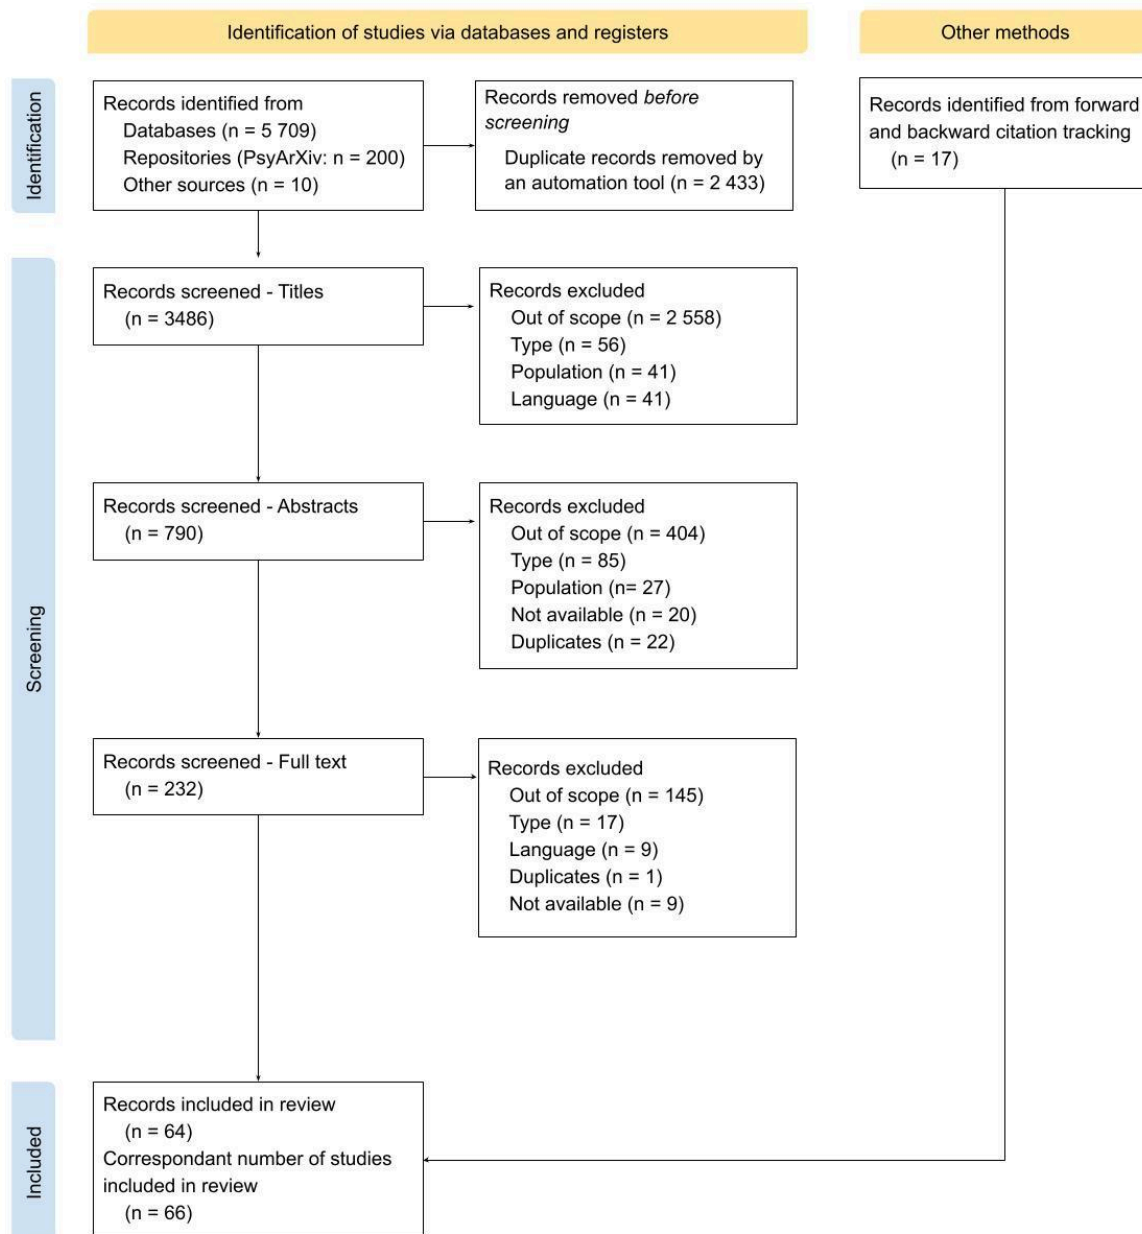 Identification of studies via databases and registers
Other methods
Identification
Records identified from
Databases (n = 5 709)
Repositories (PsyArXiv: n = 200)
Other sources (n = 10)
Records removed before
screening
Duplicate records removed by
an automation tool (n = 2 433)
Records identified from forward
and backward citation tracking
(n = 17)
Screening
Records screened - Titles
(n = 3486)
Records excluded
Out of scope (n = 2 558)
Type (n = 56)
Population (n = 41)
Language (n = 41)
Records screened - Abstracts
(n = 790)
Records excluded
Out of scope (n = 404)
Type (n = 85)
Population (n= 27)
Not available (n = 20)
Duplicates (n = 22)
Records screened - Full text
(n = 232)
Records excluded
Out of scope (n = 145)
Type (n = 17)
Language (n = 9)
Duplicates (n = 1)
Not available (n = 9)
Included
Records included in review
(n = 64)
Correspondant number of studies
included in review
(n = 66)